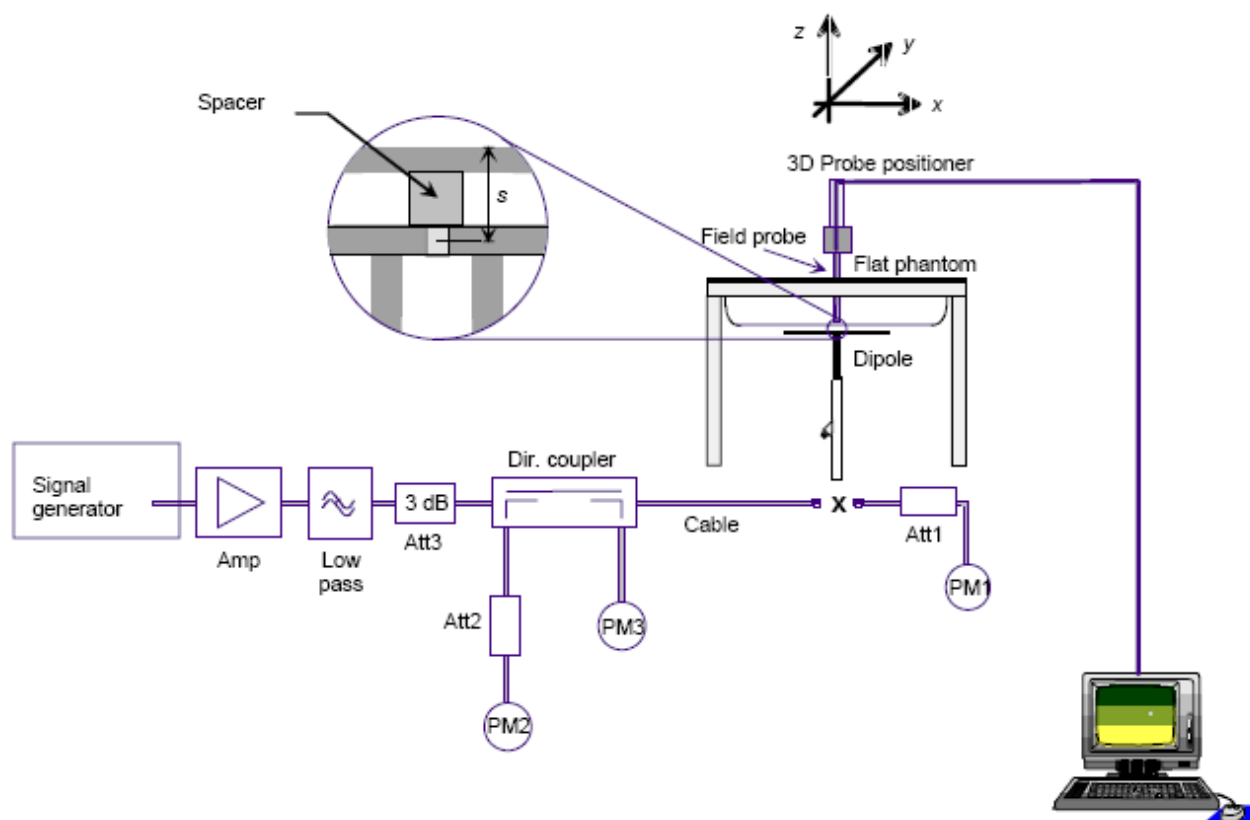 z
y
x
Spacer
s
3D Probe positioner
Field probe
Flat phantom
Dipole
Signal
generator
Amp
Low
pass
3 dB
Att3
Dir. coupler
Cable
X
Att1
PM1
Att2
PM3
PM2